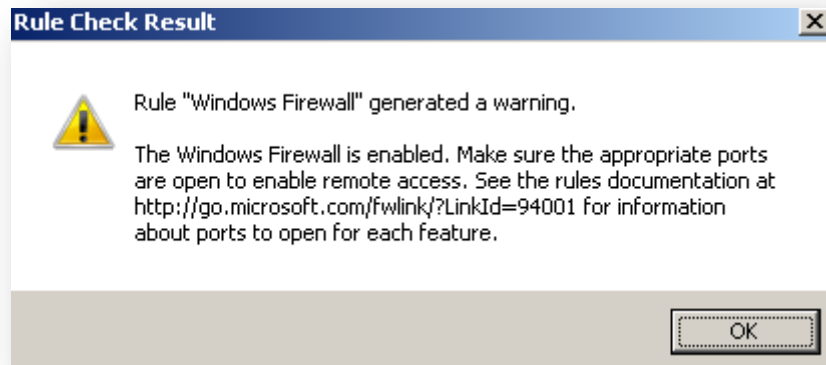 Rule Check Result
Rule "Windows Firewall" generated a warning.
The Windows Firewall is enabled. Make sure the appropriate ports
are open to enable remote access. See the rules documentation at
http://go.microsoft.com/fwlink/?LinkId=94001 for information
about ports to open for each feature.
OK